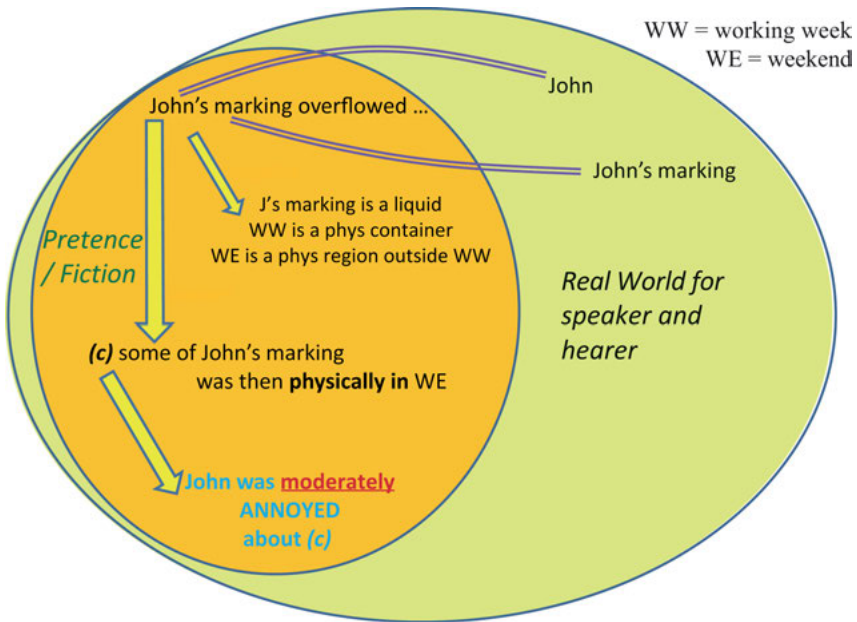 WW = working week
WE = weekend
John's marking overflowed ...
John
John's marking
J's marking is a liquid
WW is a phys container
WE is a phys region outside WW
Pretence
/ Fiction
Real World for
speaker and
hearer
(c) some of John's marking
was then physically in WE
John was moderately
ANNOYED
about (c)